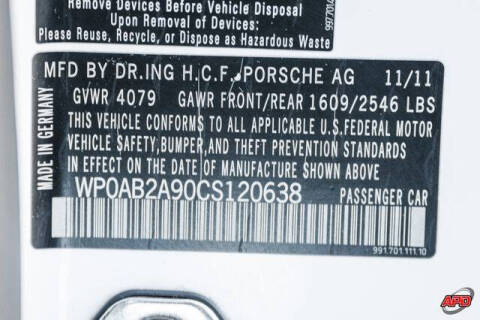 Remove Devices Before Vehicle Disposal
Upon Removal of Devices:
Please Reuse, Recycle, or Dispose as Hazardous Waste
997.701.
MFD BY DR.ING H.C.F. PORSCHE AG 11/11
GVWR 4079 GAWR FRONT/REAR 1609/2546 LBS
THIS VEHICLE CONFORMS TO ALL APPLICABLE U.S.FEDERAL MOTOR
VEHICLE SAFETY,BUMPER,AND THEFT PREVENTION STANDARDS
IN EFFECT ON THE DATE OF MANUFACTURE SHOWN ABOVE
WP0AB2A90CS120638 PASSENGER CAR
991.701.111.10
MADE IN GERMANY
APO